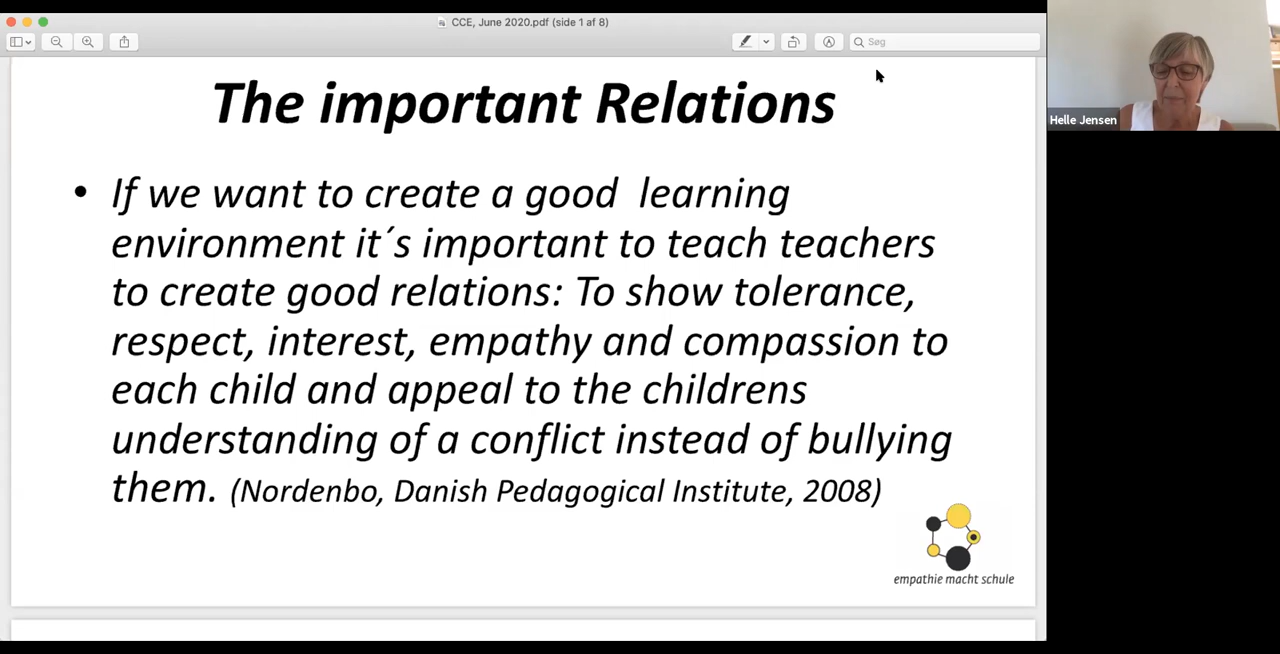 CCE, June 2020.pdf (side 1 af 8)
Søg
The important Relations
• If we want to create a good learning
environment it´s important to teach teachers
to create good relations: To show tolerance,
respect, interest, empathy and compassion to
each child and appeal to the childrens
understanding of a conflict instead of bullying
them. (Nordenbo, Danish Pedagogical Institute, 2008)
empathie macht schule
Helle Jensen